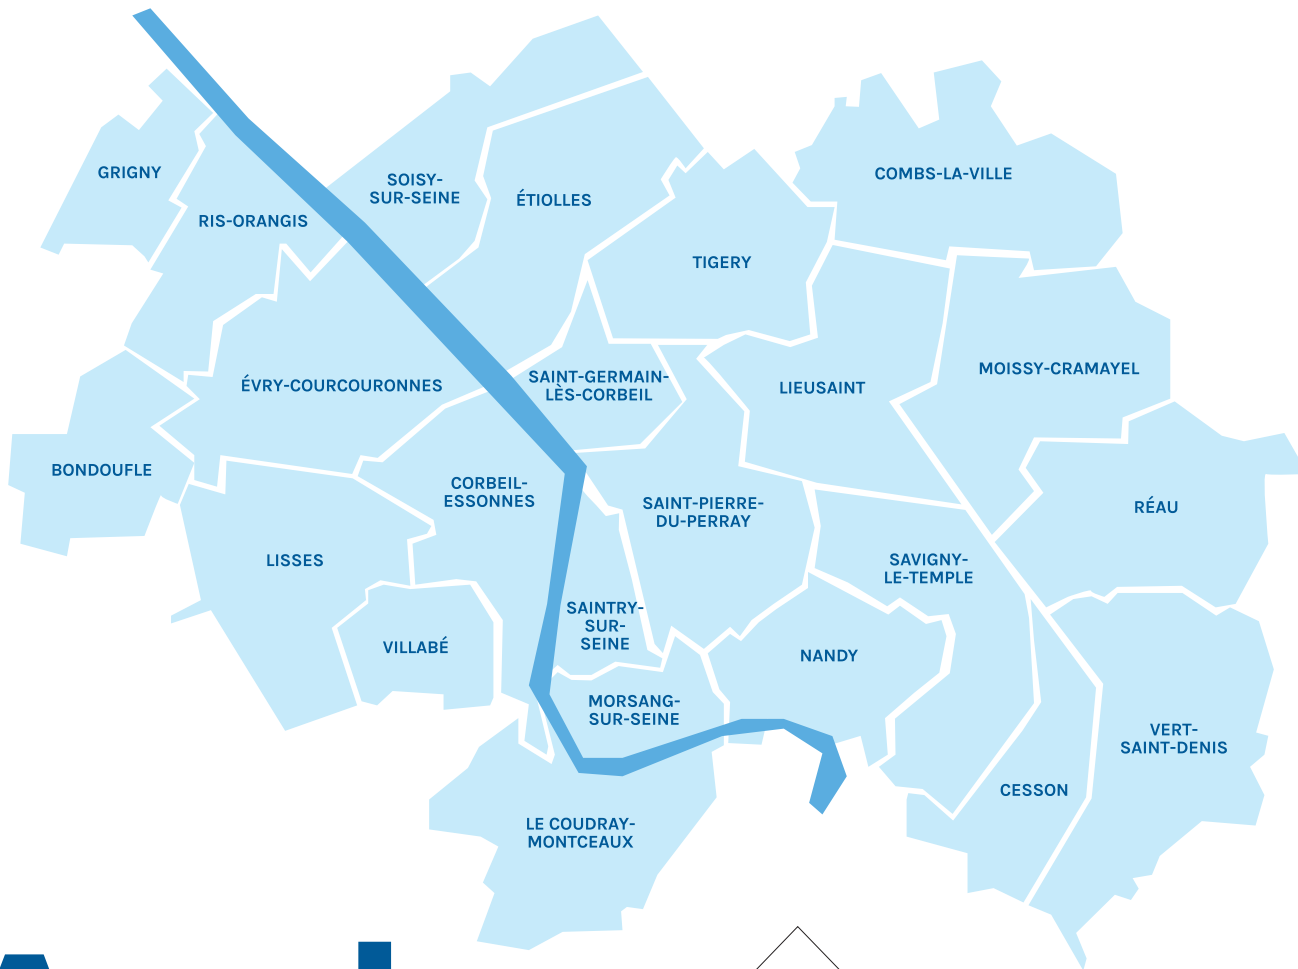 GRIGNY
RIS-ORANGIS
SOISY-
SUR-SEINE
ÉTIOLLES
COMBS-LA-VILLE
TIGERY
ÉVRY-COURCOURONNES
SAINT-GERMAIN-
LÈS-CORBEIL
LIEUSAINT
MOISSY-CRAMAYEL
BONDOUFLE
CORBEIL-
ESSONNES
SAINT-PIERRE-
DU-PERRAY
RÉAU
LISSES
SAVIGNY-
LE-TEMPLE
SAINTRY-
SUR-
SEINE
VILLABÉ
NANDY
MORSANG-
SUR-SEINE
VERT-
SAINT-DENIS
CESSON
LE COUDRAY-
MONTCEAUX